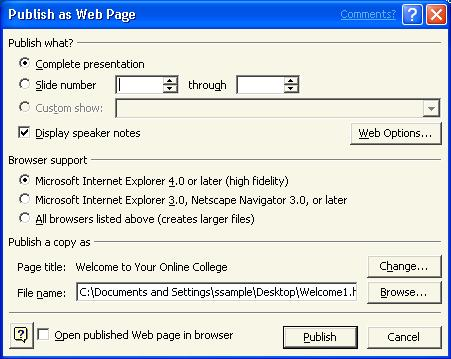 Publish as Web Page Comments? ? X
Publish what?
Complete presentation
Slide number through
Custom show:
Display speaker notes Web Options...
Browser support
Microsoft Internet Explorer 4.0 or later (high fidelity)
Microsoft Internet Explorer 3.0, Netscape Navigator 3.0, or later
All browsers listed above (creates larger files)
Publish a copy as
Page title: Welcome to Your Online College Change...
File name: C:\Documents and Settings\ssample\Desktop\Welcome1.h Browse...
? Open published Web page in browser Publish Cancel